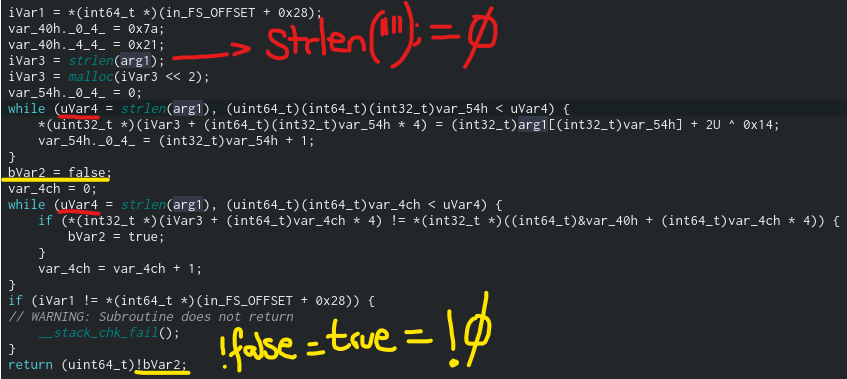 iVar1 = *(int64_t *)(in_FS_OFFSET + 0x28);
var_40h._0_4_ = 0x7a;
var_40h._4_4_ = 0x21;
iVar3 = strlen(arg1); → strlen("");=∅
iVar3 = malloc(iVar3 << 2);
var_54h._0_4_ = 0;
while (uVar4 = strlen(arg1), (uint64_t)(int64_t)(int32_t)var_54h < uVar4) {
*(uint32_t *)(iVar3 + (int64_t)(int32_t)var_54h * 4) = (int32_t)arg1[(int32_t)var_54h] + 2U ^ 0x14;
var_54h._0_4_ = (int32_t)var_54h + 1;
}
bVar2 = false;
var_4ch = 0;
while (uVar4 = strlen(arg1), (uint64_t)(int64_t)var_4ch < uVar4) {
if (*(int32_t *)(iVar3 + (int64_t)var_4ch * 4) != *(int32_t *)((int64_t)&var_40h + (int64_t)var_4ch * 4)) {
bVar2 = true;
}
var_4ch = var_4ch + 1;
}
if (iVar1 != *(int64_t *)(in_FS_OFFSET + 0x28)) {
// WARNING: Subroutine does not return
__stack_chk_fail();
}
return (uint64_t)!bVar2; !false=true=!∅